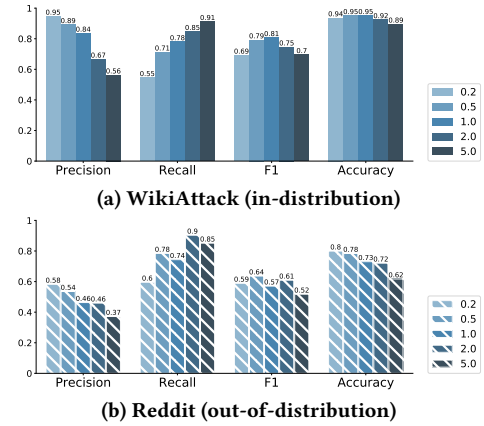 1
0.8
0.6
0.4
0.2
0
0.95 0.89 0.84 0.67 0.56
0.55 0.71 0.78 0.85 0.91
0.69 0.79 0.81 0.75 0.7
0.94 0.95 0.95 0.92 0.89
Precision Recall F1 Accuracy
0.2
0.5
1.0
2.0
5.0
(a) WikiAttack (in-distribution)
1
0.8
0.6
0.4
0.2
0
0.58 0.54 0.46 0.46 0.37
0.6 0.78 0.74 0.9 0.85
0.59 0.64 0.57 0.61 0.52
0.8 0.78 0.73 0.72 0.62
Precision Recall F1 Accuracy
0.2
0.5
1.0
2.0
5.0
(b) Reddit (out-of-distribution)